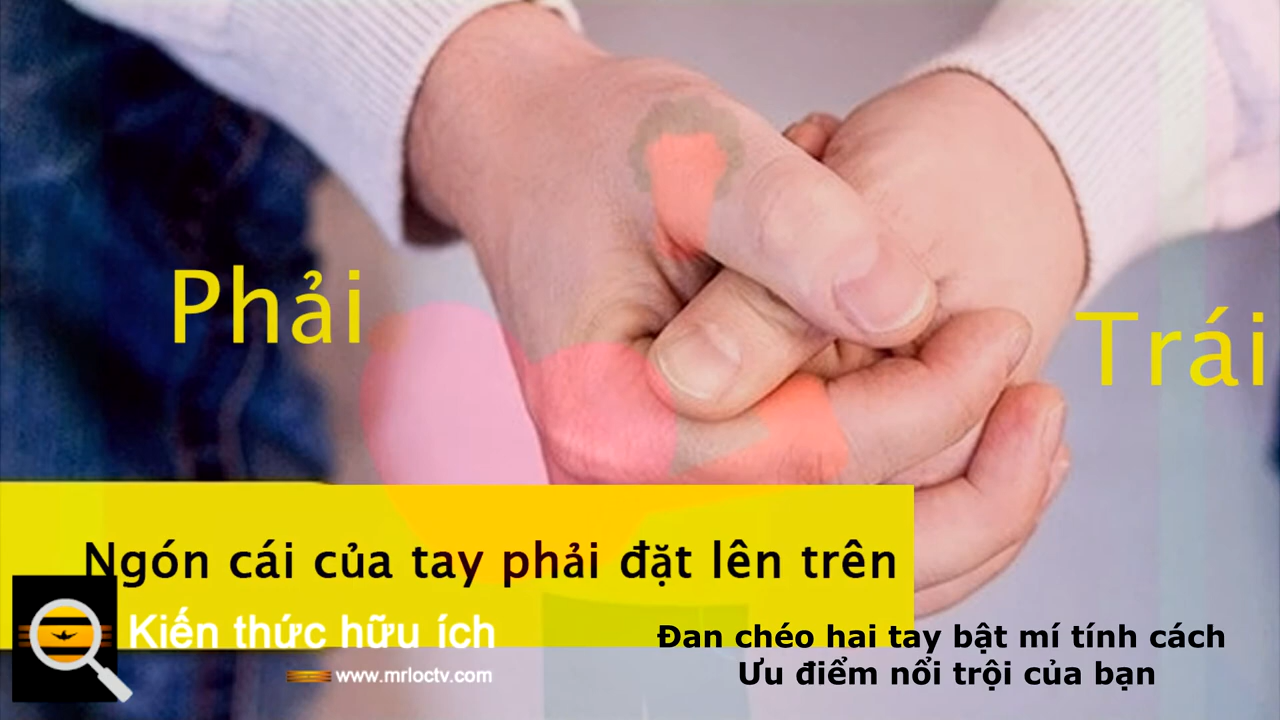 Phải
Trái
Ngón cái của tay phải đặt lên trên
Kiến thức hữu ích
www.mrloctv.com
Đan chéo hai tay bật mí tính cách
Ưu điểm nổi trội của bạn